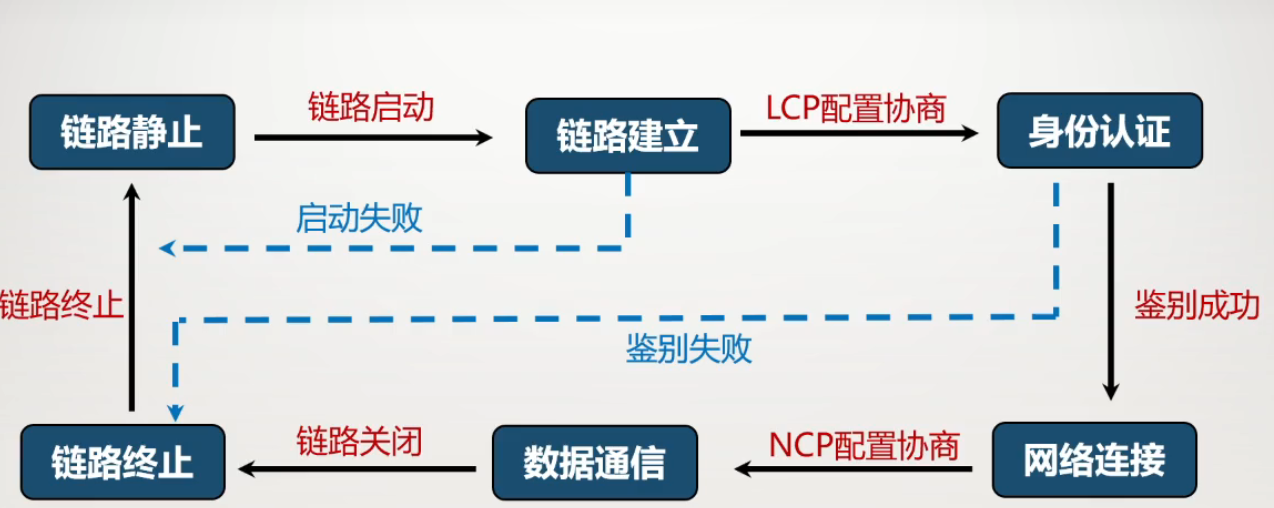 链路静止
链路启动
链路建立
LCP配置协商
身份认证
启动失败
链路终止
鉴别成功
鉴别失败
链路终止
链路关闭
数据通信
NCP配置协商
网络连接